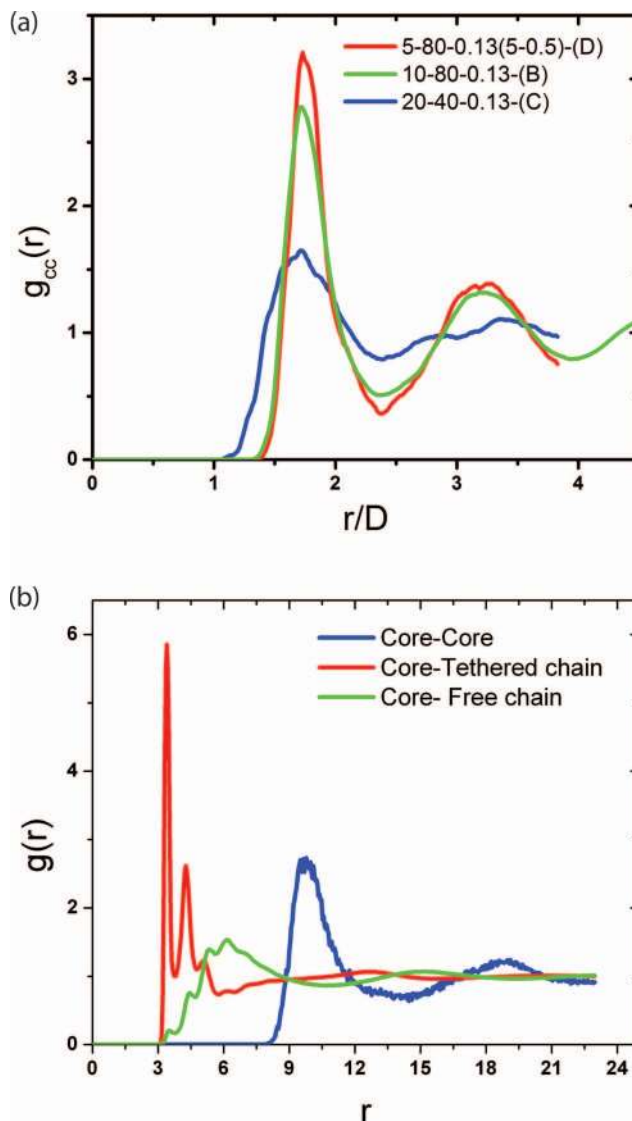 (a)
5-80-0.13(5-0.5)-(D)
10-80-0.13-(B)
20-40-0.13-(C)
3
2
1
0
g_cc(r)
0 1 2 3 4
r/D
(b)
Core-Core
Core-Tethered chain
Core- Free chain
6
4
2
0
g(r)
0 3 6 9 12 15 18 21 24
r